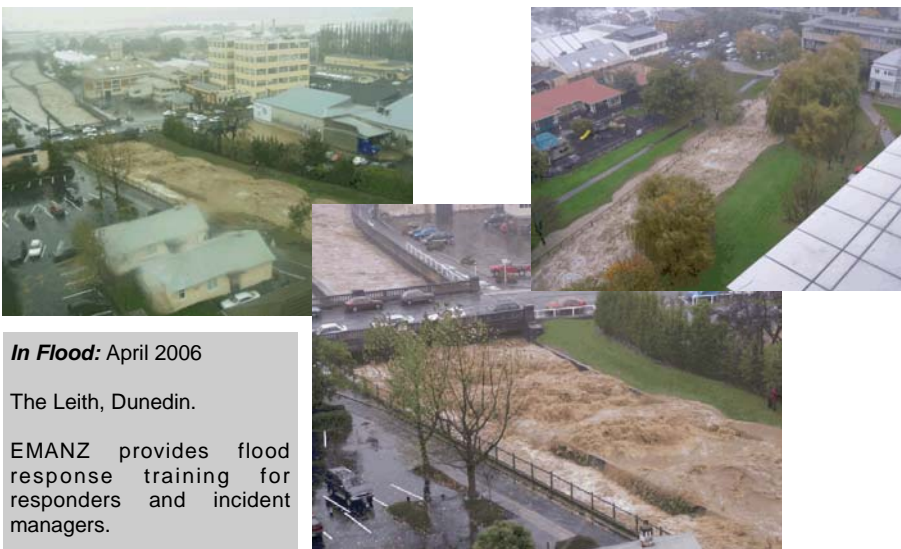 In Flood: April 2006
The Leith, Dunedin.
EMANZ provides flood
response training for
responders and incident
managers.